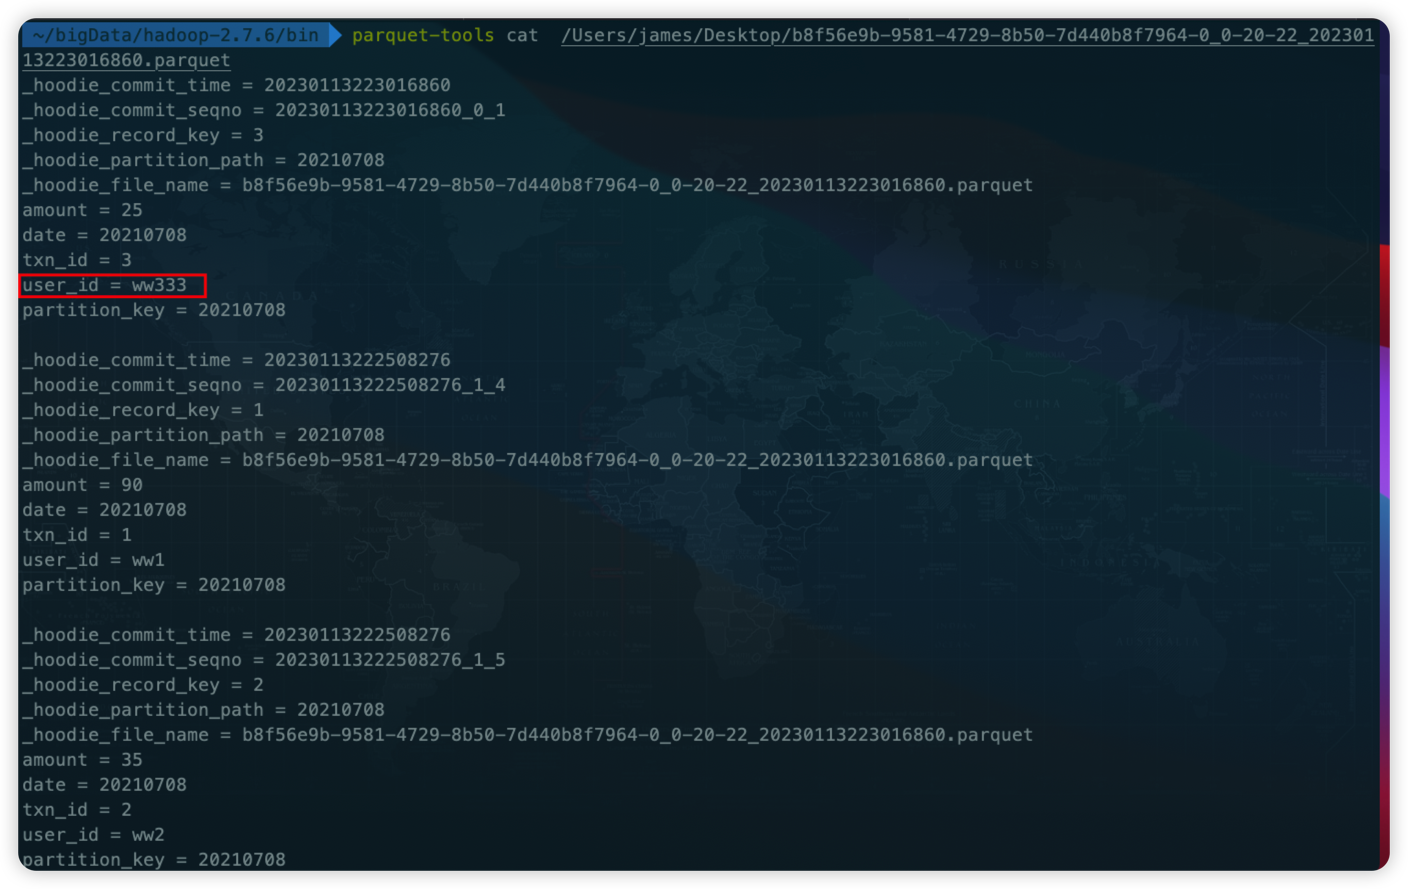 ~/bigData/hadoop-2.7.6/bin parquet-tools cat /Users/james/Desktop/b8f56e9b-9581-4729-8b50-7d440b8f7964-0_0-20-22_202301
13223016860.parquet
_hoodie_commit_time = 20230113223016860
_hoodie_commit_seqno = 20230113223016860_0_1
_hoodie_record_key = 3
_hoodie_partition_path = 20210708
_hoodie_file_name = b8f56e9b-9581-4729-8b50-7d440b8f7964-0_0-20-22_20230113223016860.parquet
amount = 25
date = 20210708
txn_id = 3
user_id = ww333
partition_key = 20210708
_hoodie_commit_time = 20230113222508276
_hoodie_commit_seqno = 20230113222508276_1_4
_hoodie_record_key = 1
_hoodie_partition_path = 20210708
_hoodie_file_name = b8f56e9b-9581-4729-8b50-7d440b8f7964-0_0-20-22_20230113223016860.parquet
amount = 90
date = 20210708
txn_id = 1
user_id = ww1
partition_key = 20210708
_hoodie_commit_time = 20230113222508276
_hoodie_commit_seqno = 20230113222508276_1_5
_hoodie_record_key = 2
_hoodie_partition_path = 20210708
_hoodie_file_name = b8f56e9b-9581-4729-8b50-7d440b8f7964-0_0-20-22_20230113223016860.parquet
amount = 35
date = 20210708
txn_id = 2
user_id = ww2
partition_key = 20210708